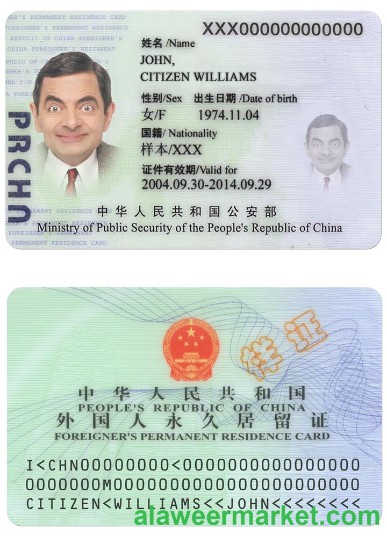 XXX000000000000
姓名 /Name
JOHN,
CITIZEN WILLIAMS
性别/Sex 出生日期 /Date of birth
女/F 1974.11.04
国籍/ Nationality
样本/XXX
证件有效期/Valid for
2004.09.30-2014.09.29
PRCHN
中华人民共和国公安部
Ministry of Public Security of the People's Republic of China
样证
中华人民共和国
PEOPLE'S REPUBLIC OF CHINA
外国人永久居留证
FOREIGNER'S PERMANENT RESIDENCE CARD
I<CHN00000000<000000000000000
0000000M0000000000000000000000
CITIZEN<WILLIAMS<<JOHN<<<<<<<<
alaweermarket.com